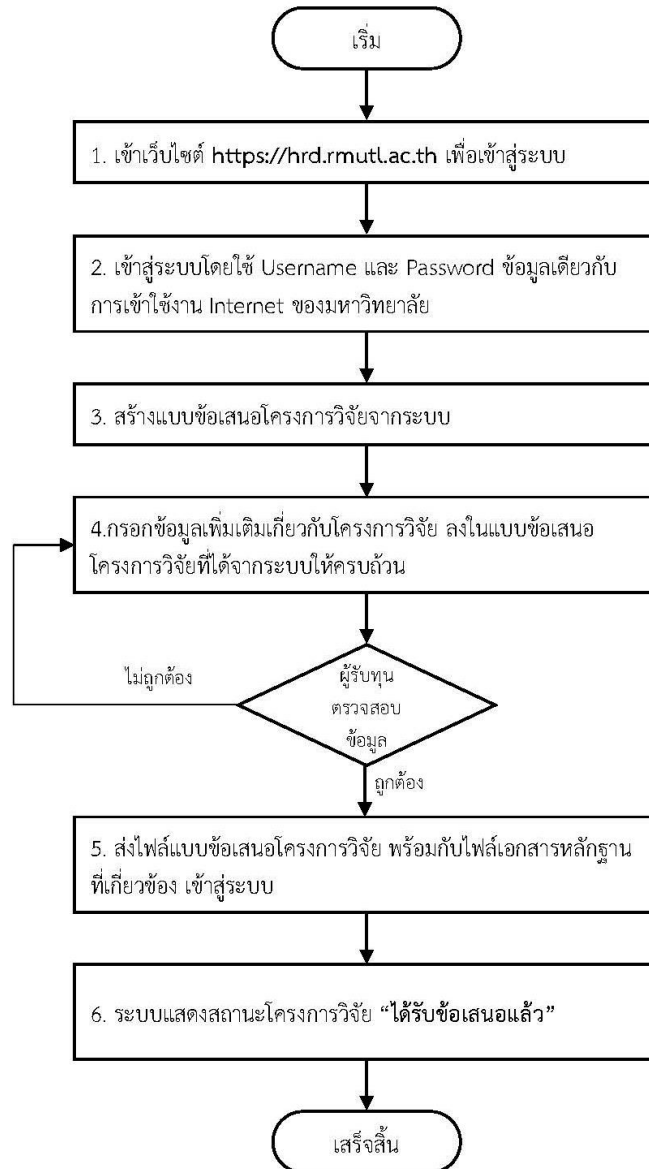 เริ่ม
1. เข้าเว็บไซต์ https://hrd.rmutl.ac.th เพื่อเข้าสู่ระบบ
2. เข้าสู่ระบบโดยใช้ Username และ Password ข้อมูลเดียวกับ
การเข้าใช้งาน Internet ของมหาวิทยาลัย
3. สร้างแบบข้อเสนอโครงการวิจัยจากระบบ
4.กรอกข้อมูลเพิ่มเติมเกี่ยวกับโครงการวิจัย ลงในแบบข้อเสนอ
โครงการวิจัยที่ได้จากระบบให้ครบถ้วน
ไม่ถูกต้อง
ผู้รับทุน
ตรวจสอบ
ข้อมูล
ถูกต้อง
5. ส่งไฟล์แบบข้อเสนอโครงการวิจัย พร้อมกับไฟล์เอกสารหลักฐาน
ที่เกี่ยวข้อง เข้าสู่ระบบ
6. ระบบแสดงสถานะโครงการวิจัย “ได้รับข้อเสนอแล้ว”
เสร็จสิ้น